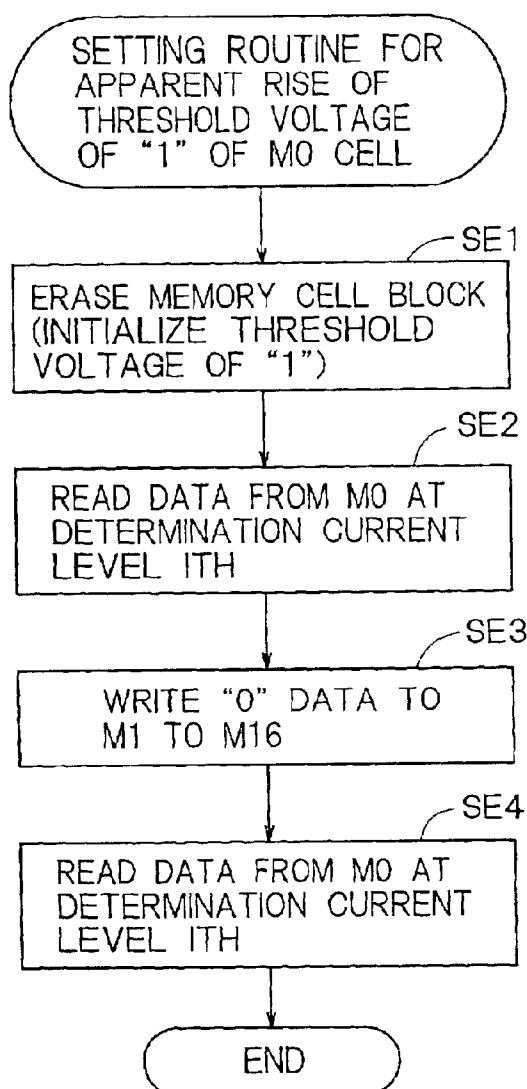 SETTING ROUTINE FOR
APPARENT RISE OF
THRESHOLD VOLTAGE
OF "1" OF M0 CELL
SE1
ERASE MEMORY CELL BLOCK
(INITIALIZE THRESHOLD
VOLTAGE OF "1")
SE2
READ DATA FROM M0 AT
DETERMINATION CURRENT
LEVEL ITH
SE3
WRITE "0" DATA TO
M1 TO M16
SE4
READ DATA FROM M0 AT
DETERMINATION CURRENT
LEVEL ITH
END